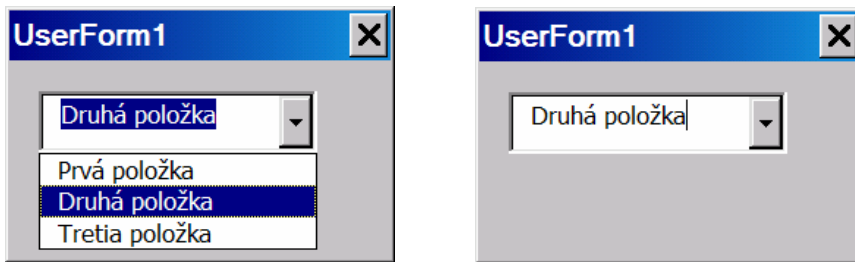 UserForm1
Druhá položka
Prvá položka
Druhá položka
Tretia položka
UserForm1
Druhá položka